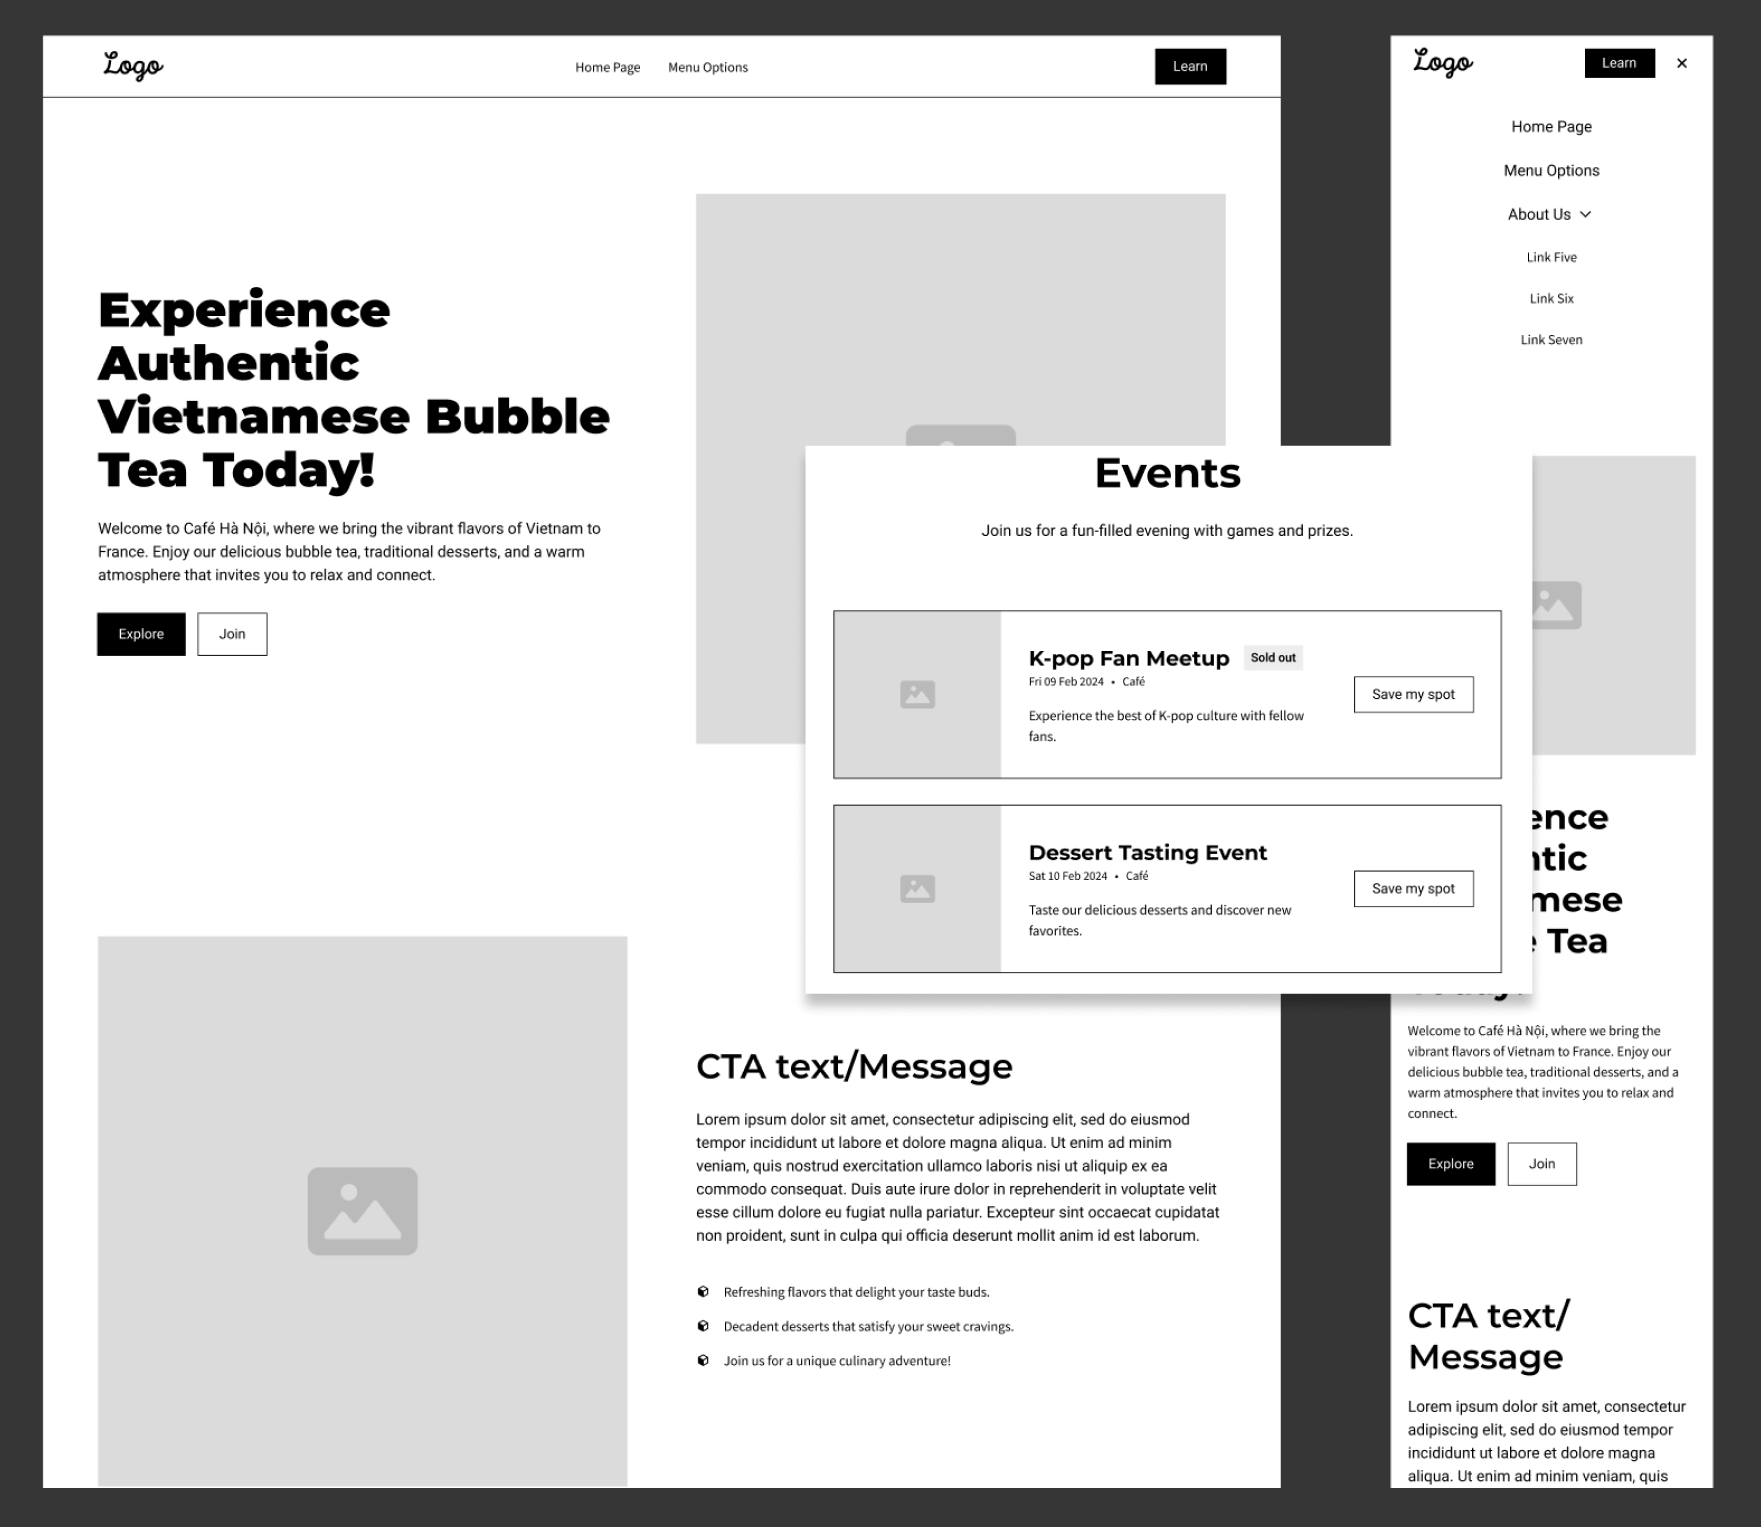 Logo
Home Page
Menu Options
Learn
Experience
Authentic
Vietnamese Bubble
Tea Today!
Welcome to Café Hà Nội, where we bring the vibrant flavors of Vietnam to
France. Enjoy our delicious bubble tea, traditional desserts, and a warm
atmosphere that invites you to relax and connect.
Explore
Join
CTA text/Message
Lorem ipsum dolor sit amet, consectetur adipiscing elit, sed do eiusmod
tempor incididunt ut labore et dolore magna aliqua. Ut enim ad minim
veniam, quis nostrud exercitation ullamco laboris nisi ut aliquip ex ea
commodo consequat. Duis aute irure dolor in reprehenderit in voluptate velit
esse cillum dolore eu fugiat nulla pariatur. Excepteur sint occaecat cupidatat
non proident, sunt in culpa qui officia deserunt mollit anim id est laborum.
Refreshing flavors that delight your taste buds.
Decadent desserts that satisfy your sweet cravings.
Join us for a unique culinary adventure!
Events
Join us for a fun-filled evening with games and prizes.
K-pop Fan Meetup
Sold out
Fri 09 Feb 2024 • Café
Experience the best of K-pop culture with fellow
fans.
Save my spot
Dessert Tasting Event
Sat 10 Feb 2024 • Café
Taste our delicious desserts and discover new
favorites.
Save my spot
Logo
Learn
Home Page
Menu Options
About Us
Link Five
Link Six
Link Seven
Tea
Welcome to Café Hà Nội, where we bring the
vibrant flavors of Vietnam to France. Enjoy our
delicious bubble tea, traditional desserts, and a
warm atmosphere that invites you to relax and
connect.
Explore
Join
CTA text/
Message
Lorem ipsum dolor sit amet, consectetur
adipiscing elit, sed do eiusmod tempor
incididunt ut labore et dolore magna
aliqua. Ut enim ad minim veniam, quis